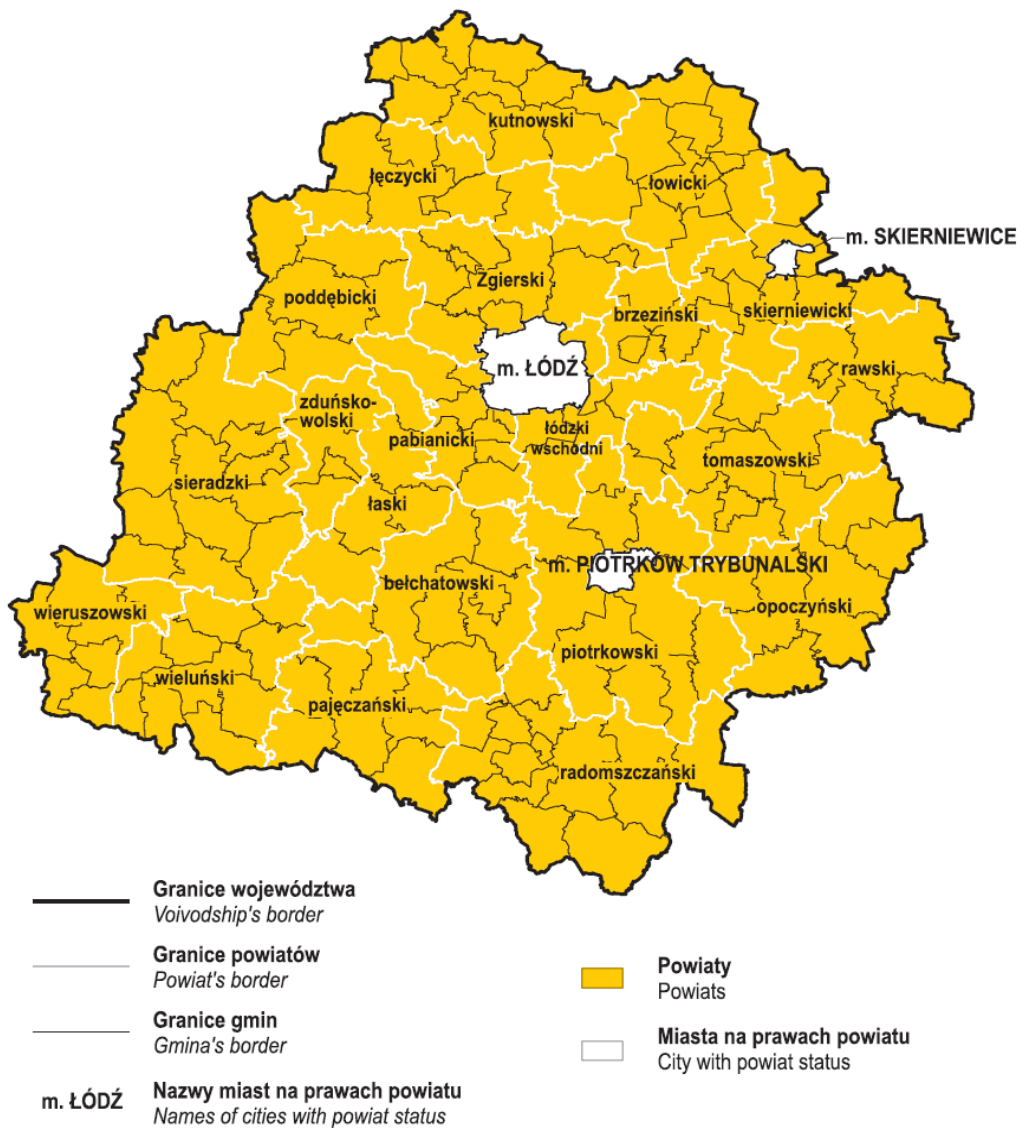 kutnowski
łęczycki
łowicki
m. SKIERNIEWICE
Zgierski
poddębicki
brzeziński
skierniewicki
m. ŁÓDŹ
rawski
zduńsko-
wolski
pabianicki
łódzki
wschodni
tomaszowski
sieradzki
łaski
m. PIOTRKÓW TRYBUNALSKI
bełchatowski
wieruszowski
opoczyński
piotrkowski
wieluński
pajęczański
radomszczański
Granice województwa
Voivodship's border
Granice powiatów
Powiat's border
Granice gmin
Gmina's border
m. ŁÓDŹ
Nazwy miast na prawach powiatu
Names of cities with powiat status
Powiaty
Powiats
Miasta na prawach powiatu
City with powiat status